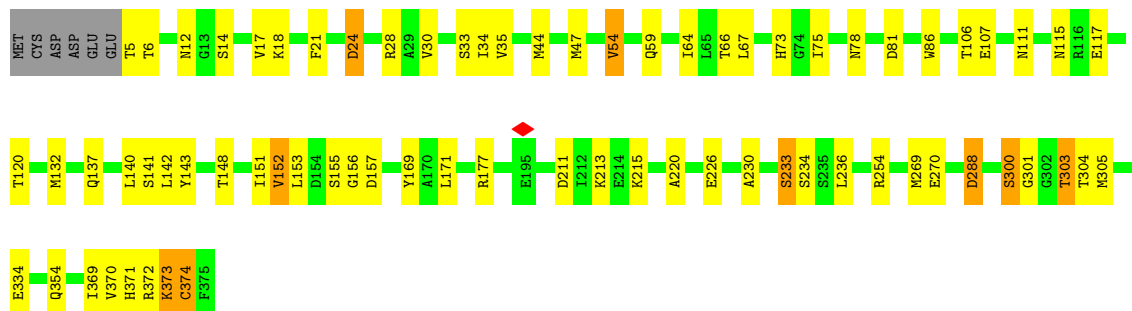 MET CYS ASP ASP GLU GLU T5 T6 N12 G13 S14 V17 K18 F21 D24 R28 A29 V30 S33 I34 V35 M44 M47 V54 Q59 I64 L65 T66 L67 H73 G74 I75 N78 D81 W86 T106 E107 N111 N115 R116 E117
T120 M132 Q137 L140 S141 L142 Y143 T148 I151 V152 L153 D154 S155 G156 D157 Y169 A170 L171 R177 E195 D211 I212 K213 E214 K215 A220 E226 A230 S233 S234 S235 L236 R254 M269 E270 D288 S300 G301 G302 T303 T304 M305
E334 Q354 I369 V370 H371 R372 K373 C374 F375